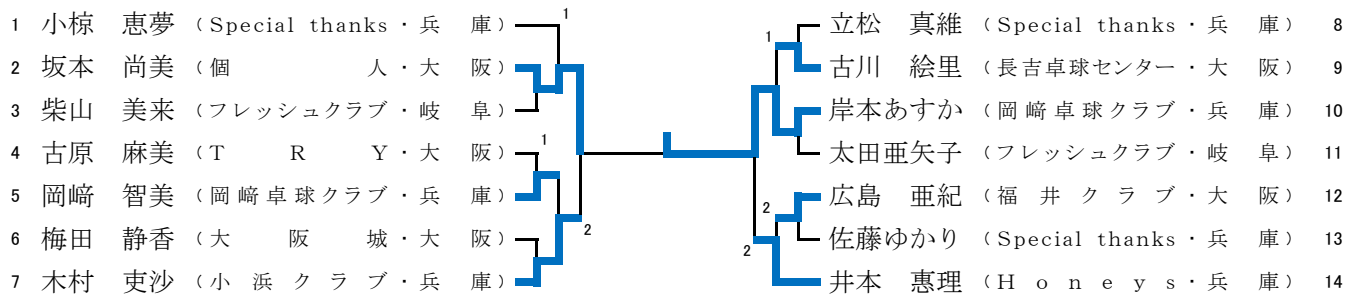 1 小椋 恵夢 (Special thanks・兵 庫)
2 坂本 尚美 (個 人・大 阪)
3 柴山 美来 (フレッシュクラブ・岐 阜)
4 古原 麻美 (T R Y・大 阪)
5 岡﨑 智美 (岡﨑卓球クラブ・兵 庫)
6 梅田 静香 (大 阪 城・大 阪)
7 木村 吏沙 (小 浜 ク ラ ブ・兵 庫)
1
1
2
立松 真維 (Special thanks・兵 庫) 8
古川 絵里 (長吉卓球センター・大 阪) 9
岸本あすか (岡﨑卓球クラブ・兵 庫) 10
太田亜矢子 (フレッシュクラブ・岐 阜) 11
広島 亜紀 (福 井 ク ラ ブ・大 阪) 12
佐藤ゆかり (Special thanks・兵 庫) 13
井本 惠理 (H o n e y s・兵 庫) 14
2
1
2
2